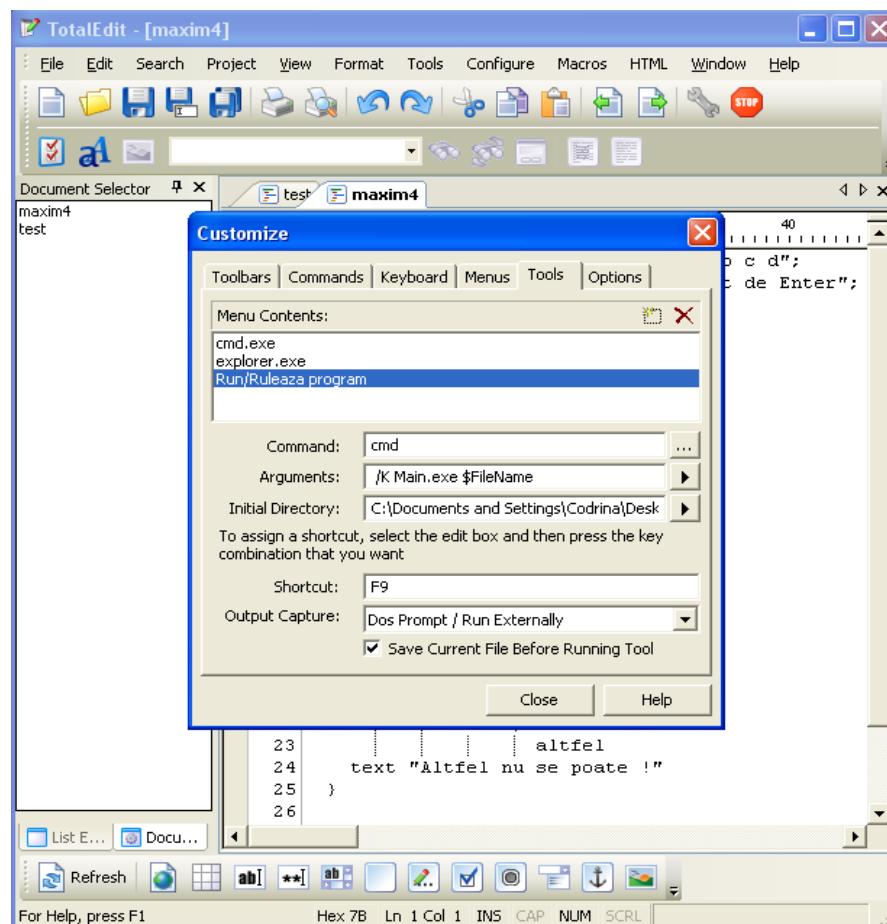 TotalEdit - [maxim4]
File Edit Search Project View Format Tools Configure Macros HTML Window Help
STOP
a
Document Selector
test maxim4
maxim4
test
40
Customize
c d";
de Enter";
Toolbars Commands Keyboard Menus Tools Options
Menu Contents:
cmd.exe
explorer.exe
Run/Ruleaza program
Command: cmd ...
Arguments: /K Main.exe $FileName
Initial Directory: C:\Documents and Settings\Codrina\Desk
To assign a shortcut, select the edit box and then press the key
combination that you want
Shortcut: F9
Output Capture: Dos Prompt / Run Externally
Save Current File Before Running Tool
Close Help
23 altfel
24 text "Altfel nu se poate !"
25 }
26
List E... Docu...
Refresh ab **
ab
For Help, press F1 Hex 7B Ln 1 Col 1 INS CAP NUM SCRL